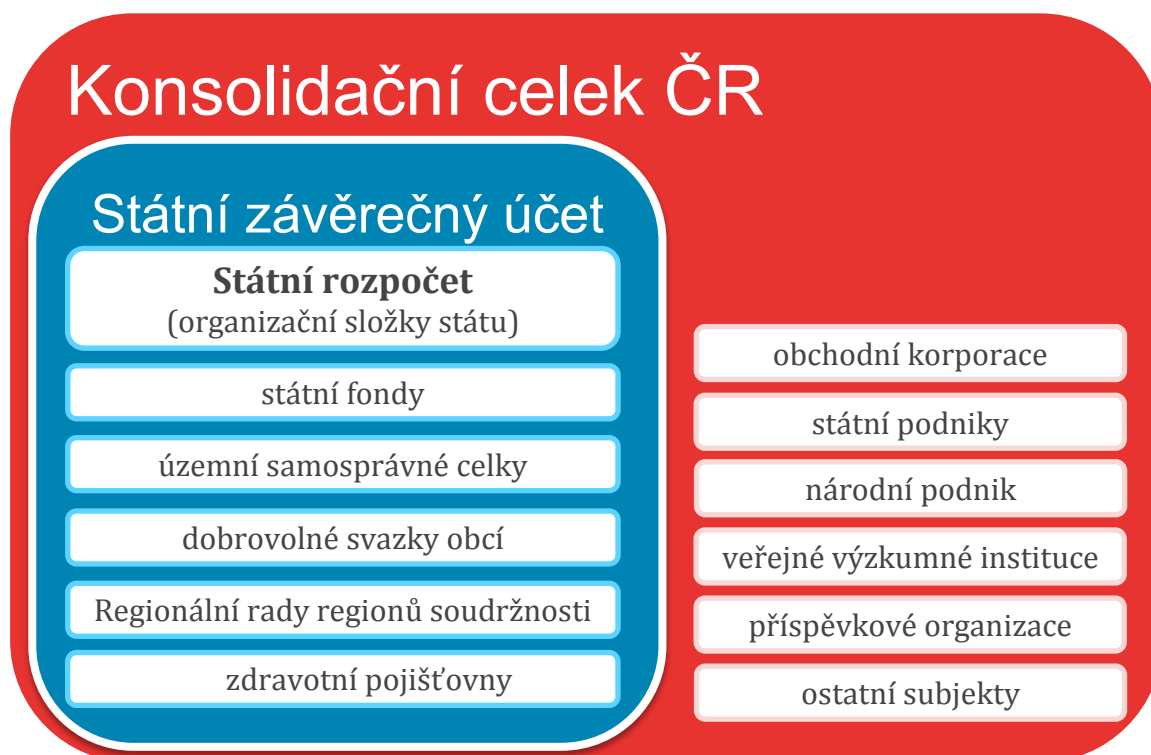 Konsolidační celek ČR
Státní závěrečný účet
Státní rozpočet
(organizační složky státu)
státní fondy
územní samosprávné celky
dobrovolné svazky obcí
Regionální rady regionů soudržnosti
zdravotní pojišťovny
obchodní korporace
státní podniky
národní podnik
veřejné výzkumné instituce
příspěvkové organizace
ostatní subjekty